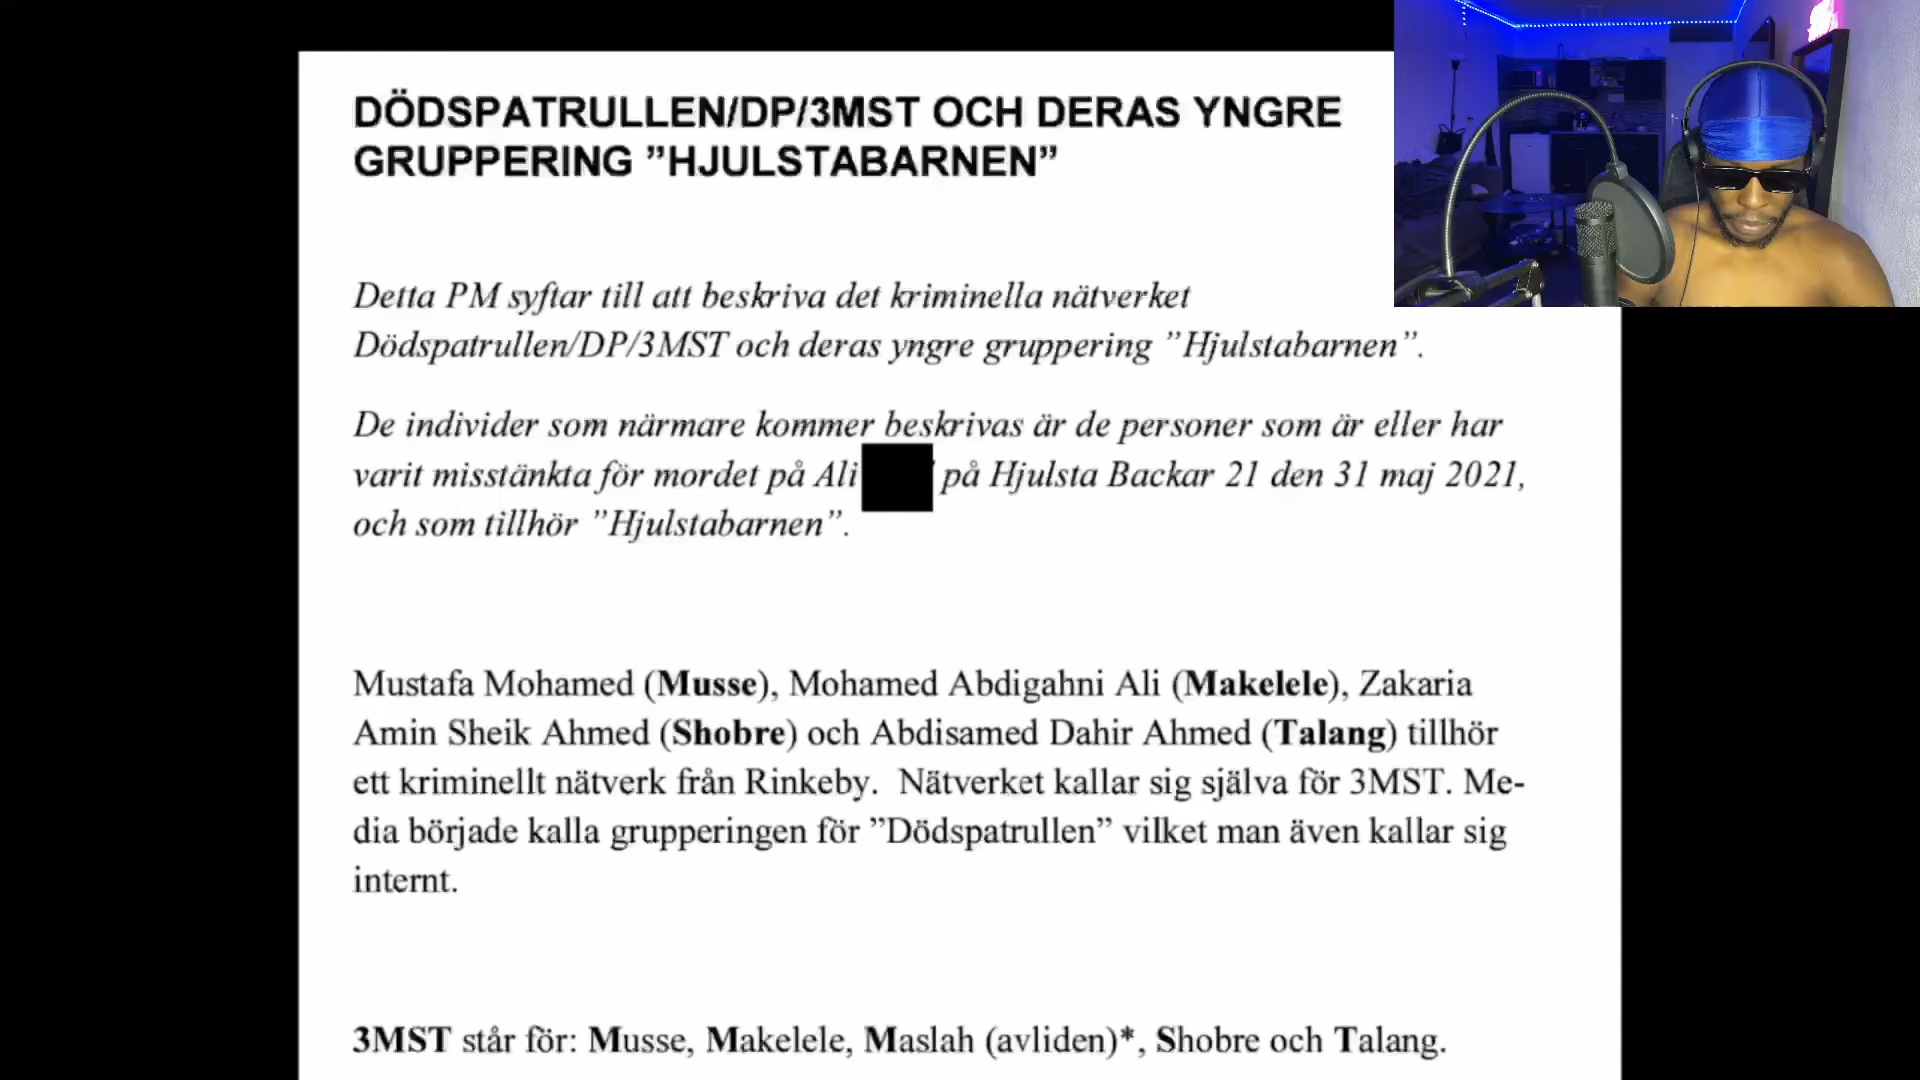 DÖDSPATRULLEN/DP/3MST OCH DERAS YNGRE
GRUPPERING ”HJULSTABARNEN”
Detta PM syftar till att beskriva det kriminella nätverket
Dödspatrullen/DP/3MST och deras yngre gruppering ”Hjulstabarnen”.
De individer som närmare kommer beskrivas är de personer som är eller har
varit misstänkta för mordet på Ali på Hjulsta Backar 21 den 31 maj 2021,
och som tillhör ”Hjulstabarnen”.
Mustafa Mohamed (Musse), Mohamed Abdigahni Ali (Makelele), Zakaria
Amin Sheik Ahmed (Shobre) och Abdisamed Dahir Ahmed (Talang) tillhör
ett kriminellt nätverk från Rinkeby. Nätverket kallar sig själva för 3MST. Me-
dia började kalla grupperingen för ”Dödspatrullen” vilket man även kallar sig
internt.
3MST står för: Musse, Makelele, Maslah (avliden)*, Shobre och Talang.